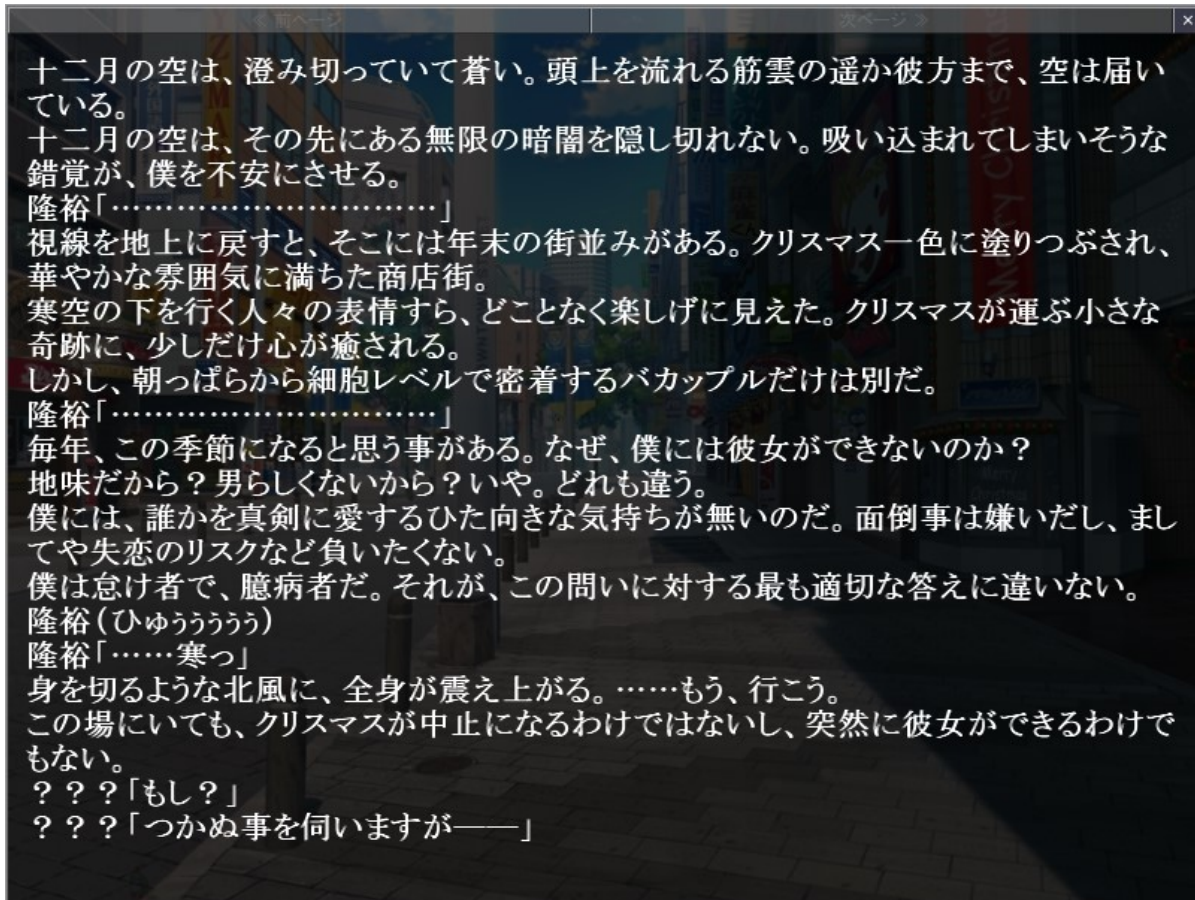 ≪ 前ページ
次ページ ≫
×
十二月の空は、澄み切っていて蒼い。頭上を流れる筋雲の遥か彼方まで、空は届い
ている。
十二月の空は、その先にある無限の暗闇を隠し切れない。吸い込まれてしまいそうな
錯覚が、僕を不安にさせる。
隆裕「…………………………」
視線を地上に戻すと、そこには年末の街並みがある。クリスマス一色に塗りつぶされ、
華やかな雰囲気に満ちた商店街。
寒空の下を行く人々の表情すら、どことなく楽しげに見えた。クリスマスが運ぶ小さな
奇跡に、少しだけ心が癒される。
しかし、朝っぱらから細胞レベルで密着するバカップルだけは別だ。
隆裕「…………………………」
毎年、この季節になると思う事がある。なぜ、僕には彼女ができないのか？
地味だから？男らしくないから？いや。どれも違う。
僕には、誰かを真剣に愛するひた向きな気持ちが無いのだ。面倒事は嫌いだし、まし
てや失恋のリスクなど負いたくない。
僕は怠け者で、臆病者だ。それが、この問いに対する最も適切な答えに違いない。
隆裕(ひゅぅぅぅぅぅ)
隆裕「……寒っ」
身を切るような北風に、全身が震え上がる。……もう、行こう。
この場にいても、クリスマスが中止になるわけではないし、突然に彼女ができるわけで
もない。
？？？「もし？」
？？？「つかぬ事を伺いますが――」
Merry Christmas